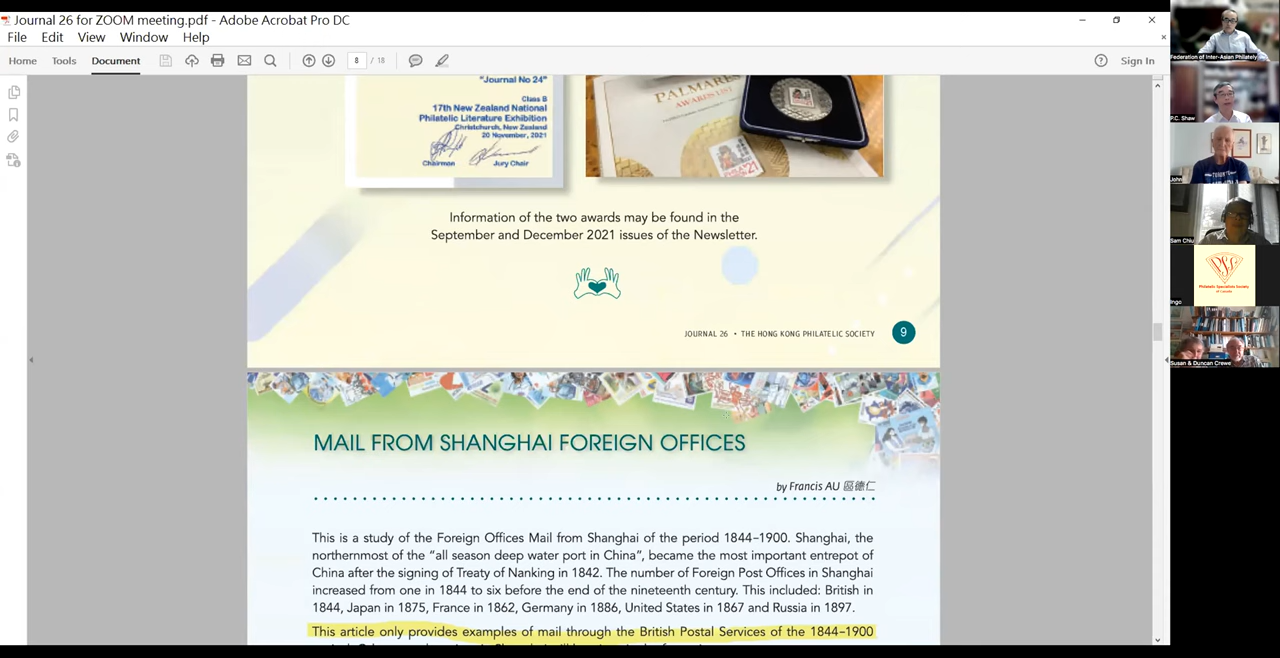 Journal 26 for ZOOM meeting.pdf - Adobe Acrobat Pro DC
File Edit View Window Help
Home Tools Document 8 / 18 Sign In
"Journal No 24"
Class B
17th New Zealand National
Philatelic Literature Exhibition
Christchurch, New Zealand
20 November, 2021
Chairman Jury Chair
PALMARES
AWARDS LIST
Information of the two awards may be found in the
September and December 2021 issues of the Newsletter.
JOURNAL 26 • THE HONG KONG PHILATELIC SOCIETY 9
MAIL FROM SHANGHAI FOREIGN OFFICES
by Francis AU 區德仁
This is a study of the Foreign Offices Mail from Shanghai of the period 1844–1900. Shanghai, the
northernmost of the "all season deep water port in China", became the most important entrepot of
China after the signing of Treaty of Nanking in 1842. The number of Foreign Post Offices in Shanghai
increased from one in 1844 to six before the end of the nineteenth century. This included: British in
1844, Japan in 1875, France in 1862, Germany in 1886, United States in 1867 and Russia in 1897.
This article only provides examples of mail through the British Postal Services of the 1844–1900
Federation of Inter-Asian Philately
P.C. Shaw
John
Sam Chiu
PSSC
Philatelic Specialists Society
of Canada
Ingo
Susan & Duncan Crewe